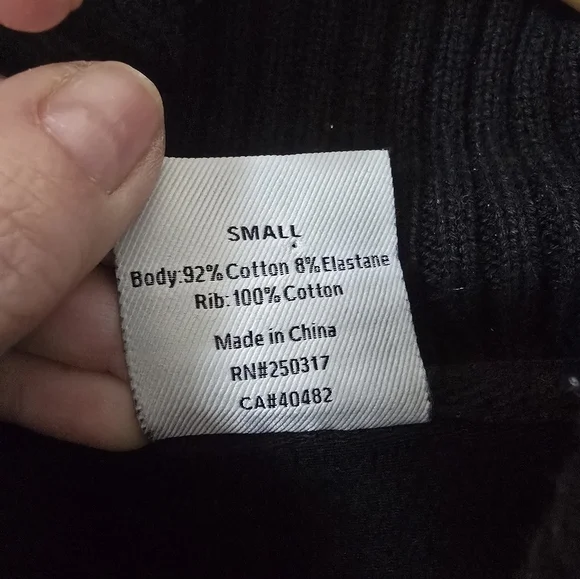 SMALL
Body:92% Cotton 8% Elastane
Rib: 100% Cotton
Made in China
RN#250317
CA#40482